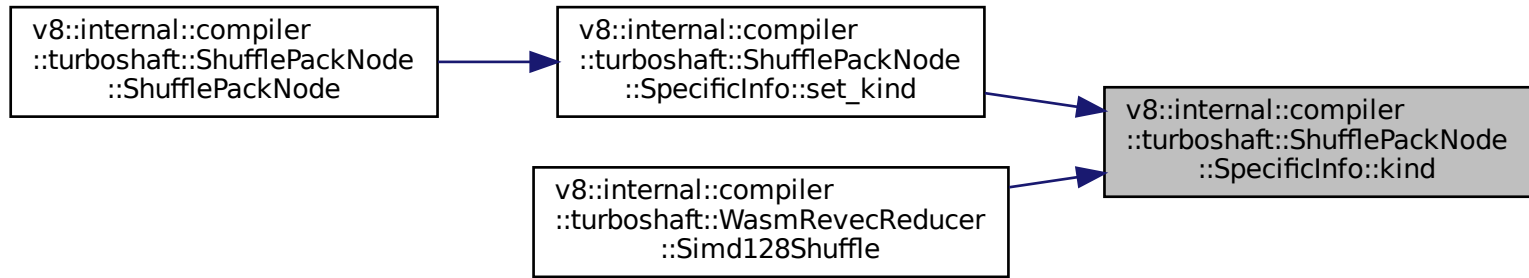 v8::internal::compiler
::turboshaft::ShufflePackNode
::ShufflePackNode
v8::internal::compiler
::turboshaft::ShufflePackNode
::SpecificInfo::set_kind
v8::internal::compiler
::turboshaft::WasmRevecReducer
::Simd128Shuffle
v8::internal::compiler
::turboshaft::ShufflePackNode
::SpecificInfo::kind